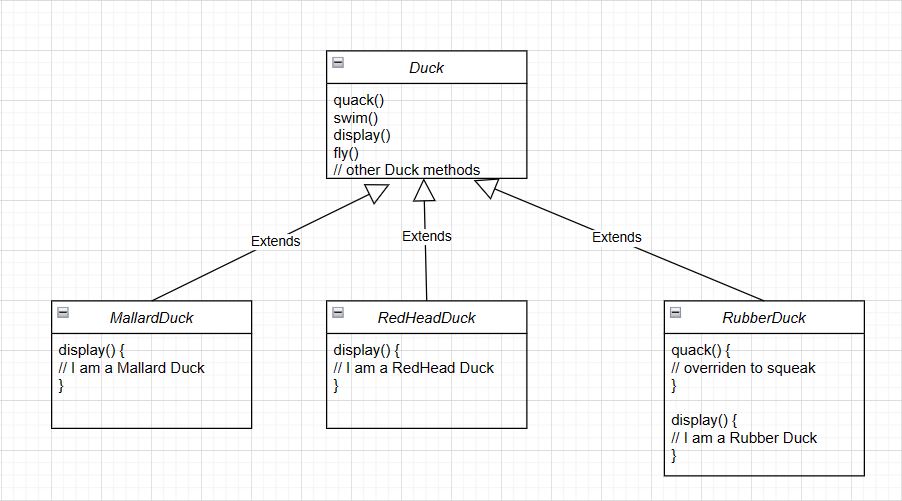 Duck
quack()
swim()
display()
fly()
// other Duck methods
Extends
Extends
Extends
MallardDuck
display() {
// I am a Mallard Duck
}
RedHeadDuck
display() {
// I am a RedHead Duck
}
RubberDuck
quack() {
// overriden to squeak
}
display() {
// I am a Rubber Duck
}